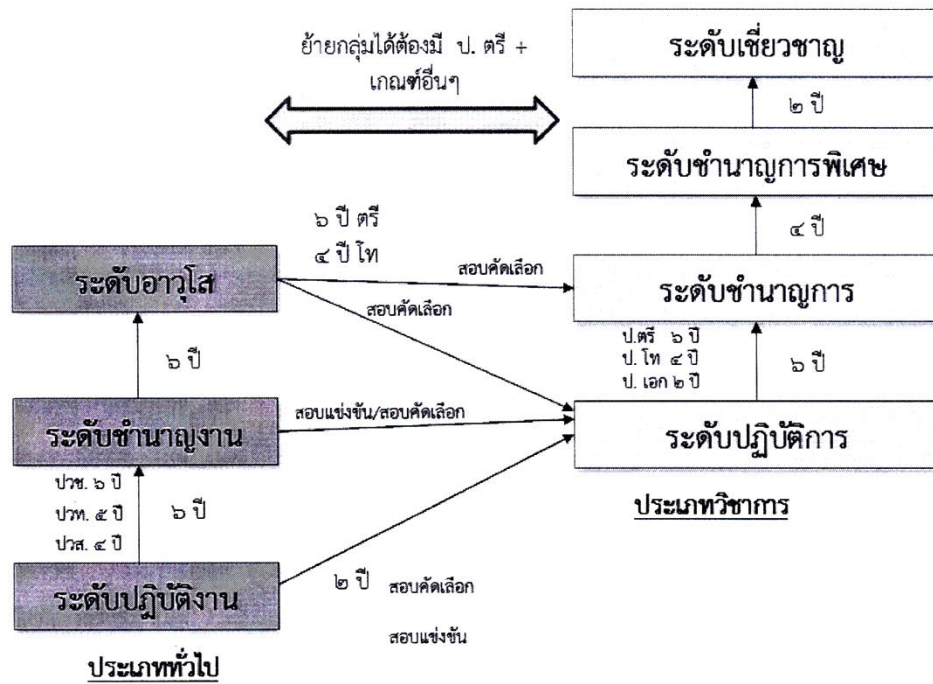 ย้ายกลุ่มได้ต้องมี ป. ตรี +
เกณฑ์อื่นๆ
ระดับเชี่ยวชาญ
๒ ปี
ระดับชำนาญการพิเศษ
๔ ปี
๖ ปี ตรี
๔ ปี โท
ระดับอาวุโส
สอบคัดเลือก
สอบคัดเลือก
ระดับชำนาญการ
ป.ตรี ๖ ปี
ป. โท ๔ ปี
ป. เอก ๒ ปี
๖ ปี
๖ ปี
ระดับชำนาญงาน
สอบแข่งขัน/สอบคัดเลือก
ระดับปฏิบัติการ
ประเภทวิชาการ
ปวช. ๖ ปี
ปวท. ๕ ปี
ปวส. ๔ ปี
๖ ปี
ระดับปฏิบัติงาน
๒ ปี สอบคัดเลือก
สอบแข่งขัน
ประเภททั่วไป